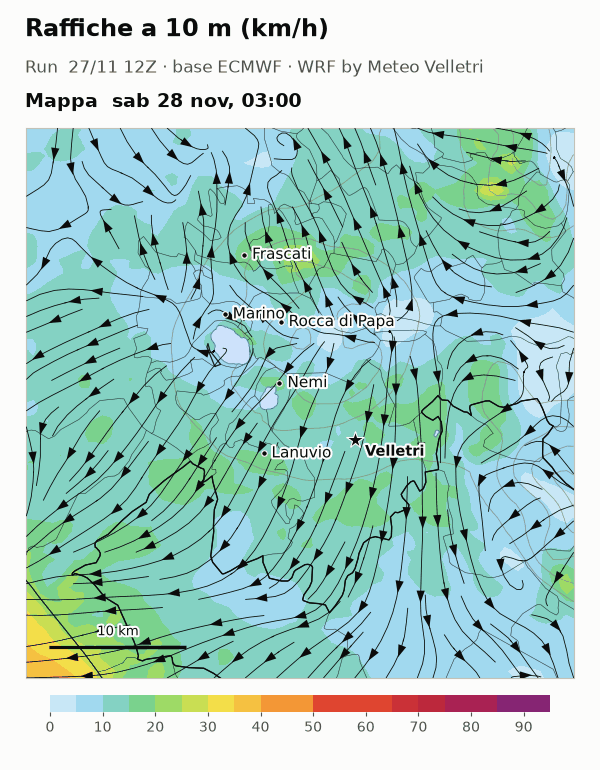 Raffiche a 10 m (km/h)
Run  27/11 12Z · base ECMWF · WRF by Meteo Velletri
Mappa  sab 28 nov, 03:00
Frascati
Marino
Rocca di Papa
Nemi
Velletri
Lanuvio
10 km
0 10 20 30 40 50 60 70 80 90